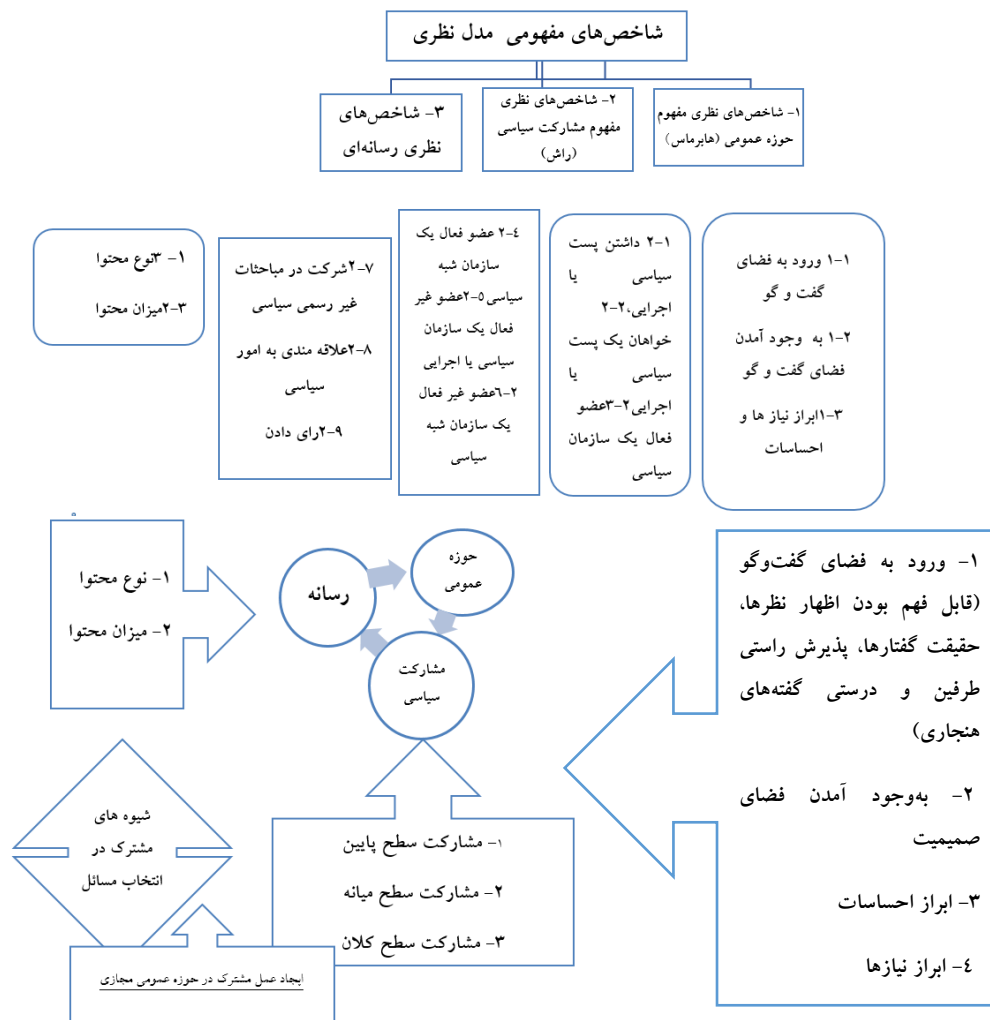 شاخص‌های مفهومی مدل نظری
۱- شاخص‌های نظری مفهوم
حوزه عمومی (هابرماس)
۲- شاخص‌های نظری
مفهوم مشارکت سیاسی
(راش)
۳- شاخص‌های
نظری رسانه‌ای
۱-۱ ورود به فضای
گفت و گو
۱-۲ به وجود آمدن
فضای گفت و گو
۱-۳ابراز نیاز ها و
احساسات
۲-۱ داشتن پست
سیاسی یا
اجرایی،۲-۲
خواهان یک پست
سیاسی یا
اجرایی۲-۳عضو
فعال یک سازمان
سیاسی
۲-٤ عضو فعال یک
سازمان شبه
سیاسی۲-٥عضو غیر
فعال یک سازمان
سیاسی یا اجرایی
۲-٦عضو غیر فعال
یک سازمان شبه
سیاسی
۲-۷شرکت در مباحثات
غیر رسمی سیاسی
۲-۸علاقه مندی به امور
سیاسی
۲-۹رای دادن
۱- ۳نوع محتوا
۲-۳میزان محتوا
۱- ورود به فضای گفت‌وگو
(قابل فهم بودن اظهار نظرها،
حقیقت گفتارها، پذیرش راستی
طرفین و درستی گفته‌های
هنجاری)
۲- به‌وجود آمدن فضای
صمیمیت
۳- ابراز احساسات
٤- ابراز نیازها
حوزه
عمومی
رسانه
مشارکت
سیاسی
۱- نوع محتوا
۲- میزان محتوا
۱- مشارکت سطح پایین
۲- مشارکت سطح میانه
۳- مشارکت سطح کلان
شیوه های
مشترک در
انتخاب مسائل
ایجاد عمل مشترک در حوزه عمومی مجازی